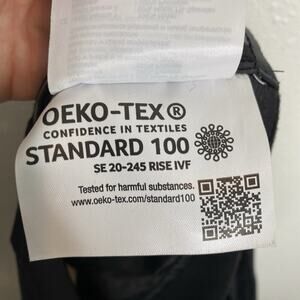 OEKO-TEX®
CONFIDENCE IN TEXTILES
STANDARD 100
SE 20-245 RISE IVF
Tested for harmful substances.
www.oeko-tex.com/standard100